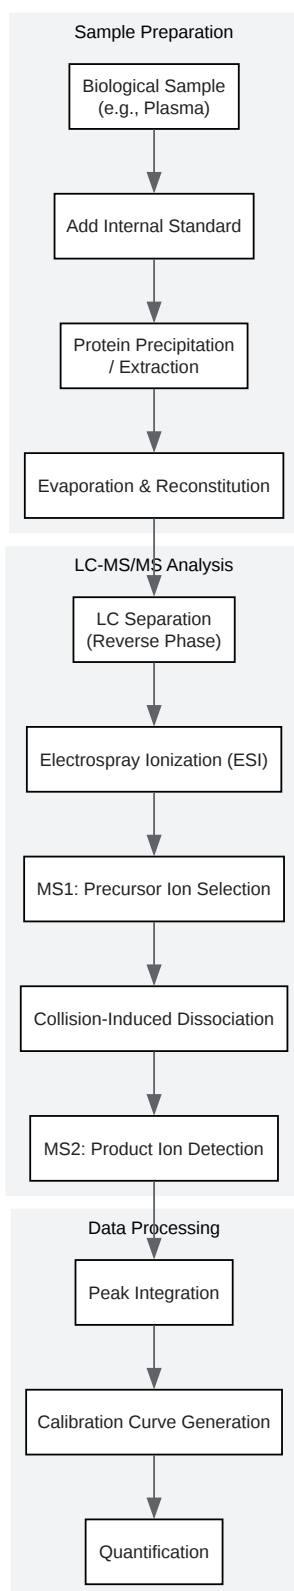 Sample Preparation
Biological Sample
(e.g., Plasma)
Add Internal Standard
Protein Precipitation
/ Extraction
Evaporation & Reconstitution
LC-MS/MS Analysis
LC Separation
(Reverse Phase)
Electrospray Ionization (ESI)
MS1: Precursor Ion Selection
Collision-Induced Dissociation
MS2: Product Ion Detection
Data Processing
Peak Integration
Calibration Curve Generation
Quantification